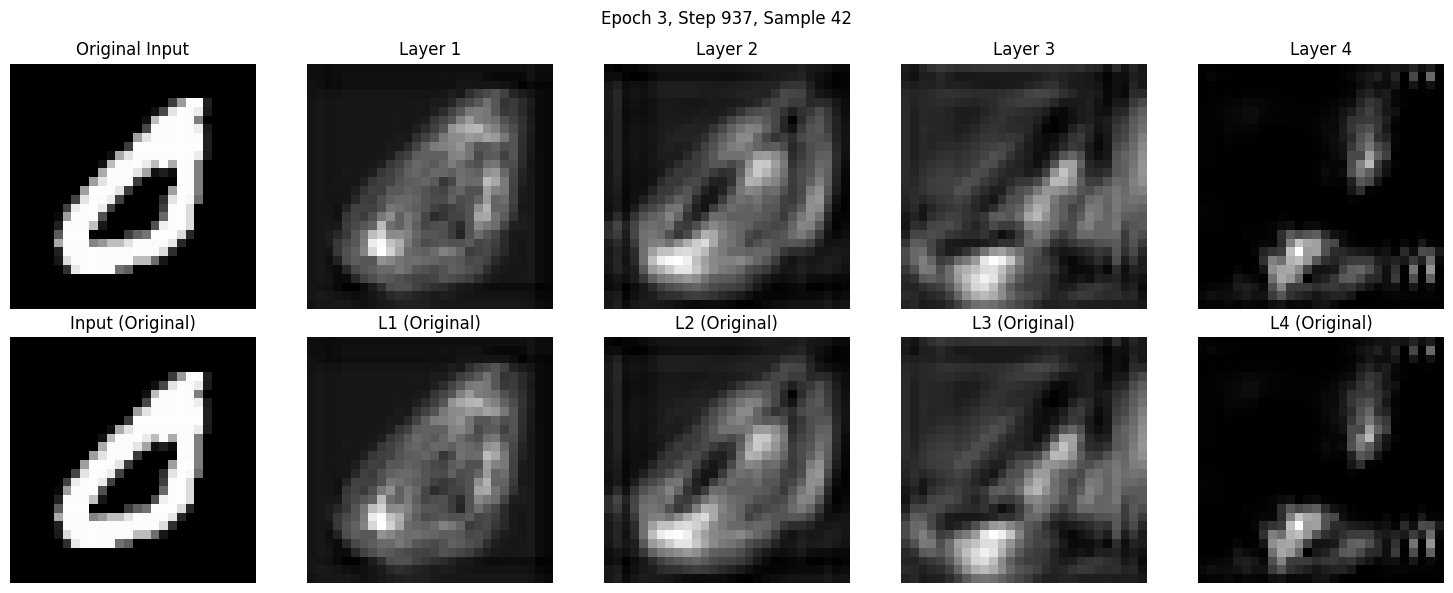 Epoch 3, Step 937, Sample 42
Original Input
Layer 1
Layer 2
Layer 3
Layer 4
Input (Original)
L1 (Original)
L2 (Original)
L3 (Original)
L4 (Original)